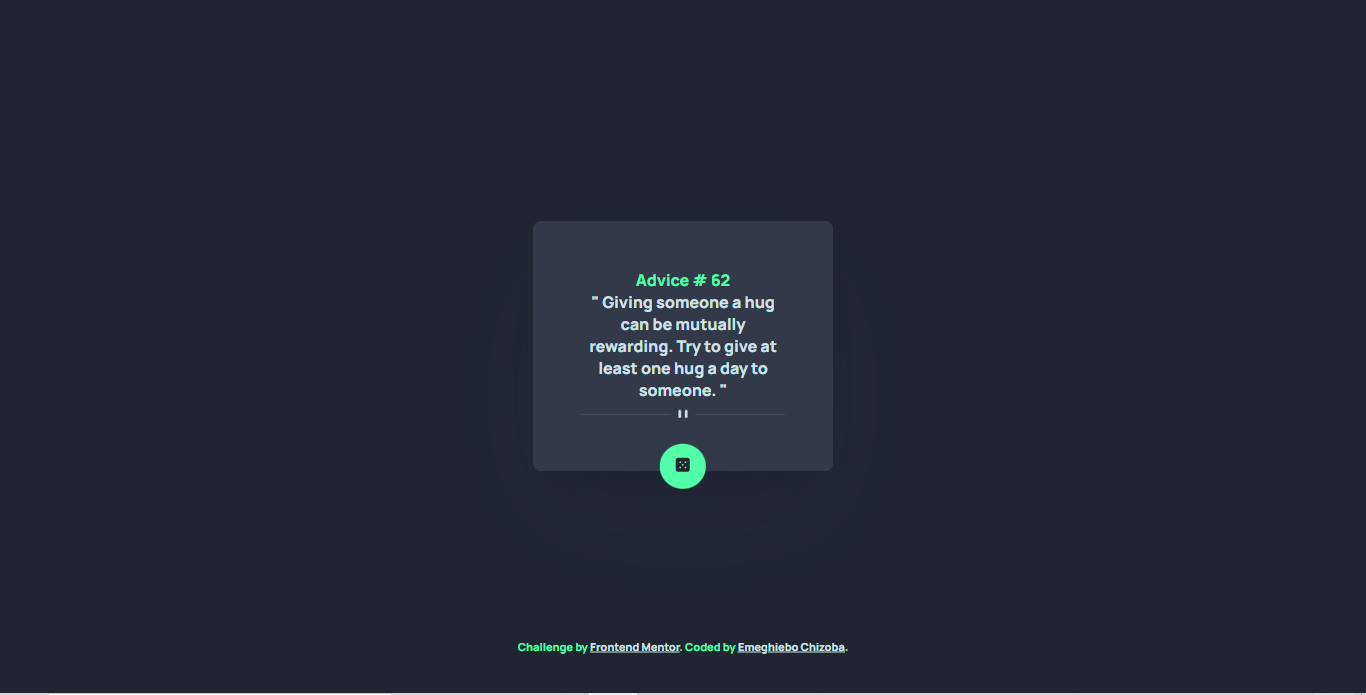 Advice # 62
" Giving someone a hug
can be mutually
rewarding. Try to give at
least one hug a day to
someone. "
Challenge by Frontend Mentor. Coded by Emeghiebo Chizoba.